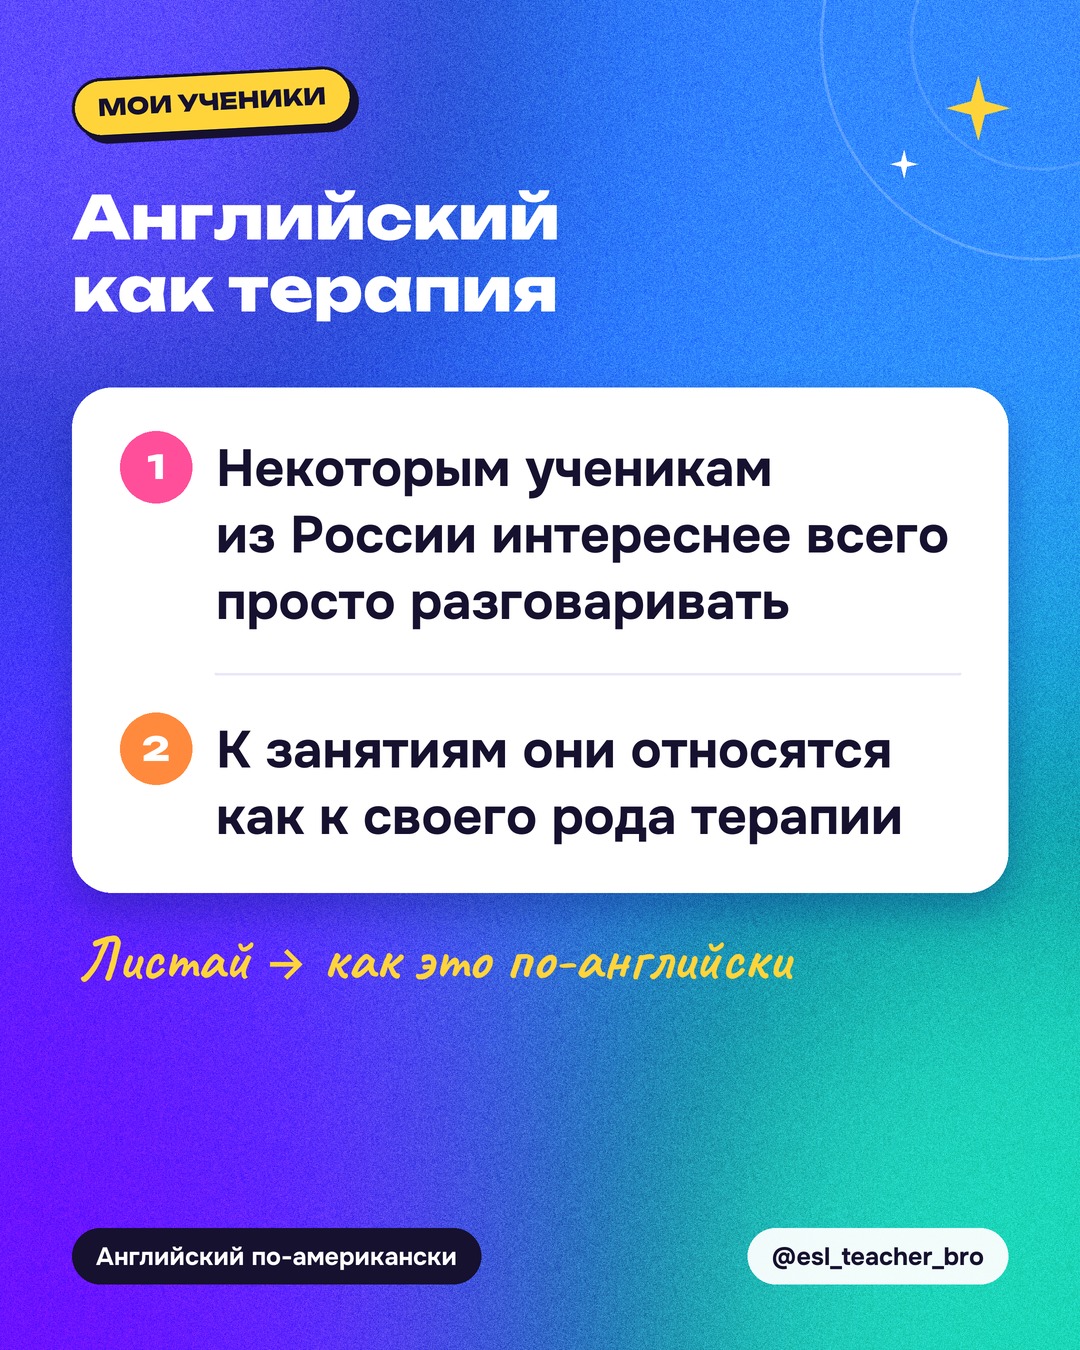 МОИ УЧЕНИКИ
Английский
как терапия
1
Некоторым ученикам
из России интереснее всего
просто разговаривать
2
К занятиям они относятся
как к своего рода терапии
Листай → как это по-английски
Английский по-американски
@esl_teacher_bro